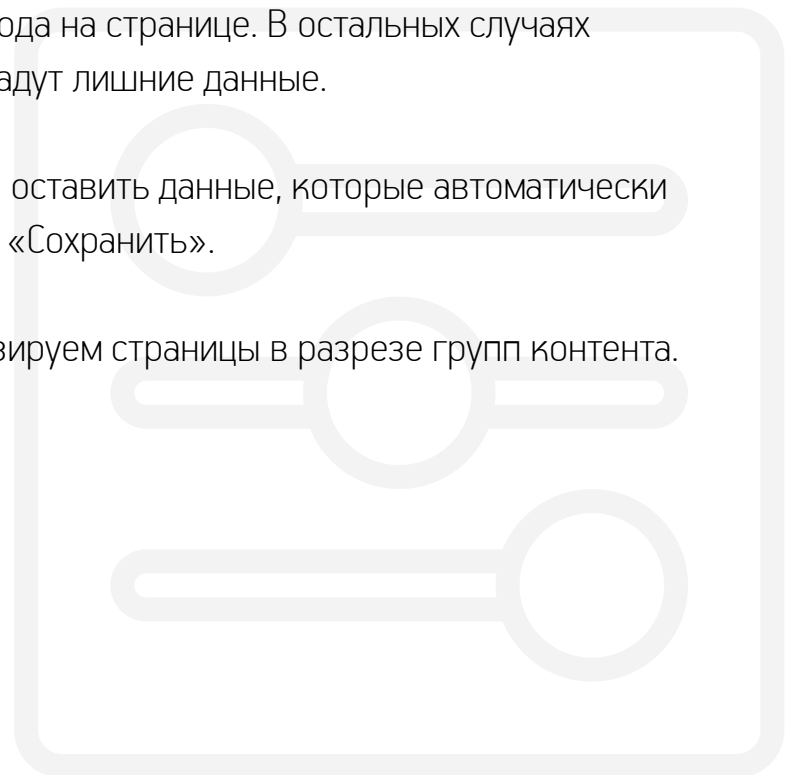 ода на странице. В остальных случаях
адут лишние данные.
оставить данные, которые автоматически
«Сохранить».
зируем страницы в разрезе групп контента.